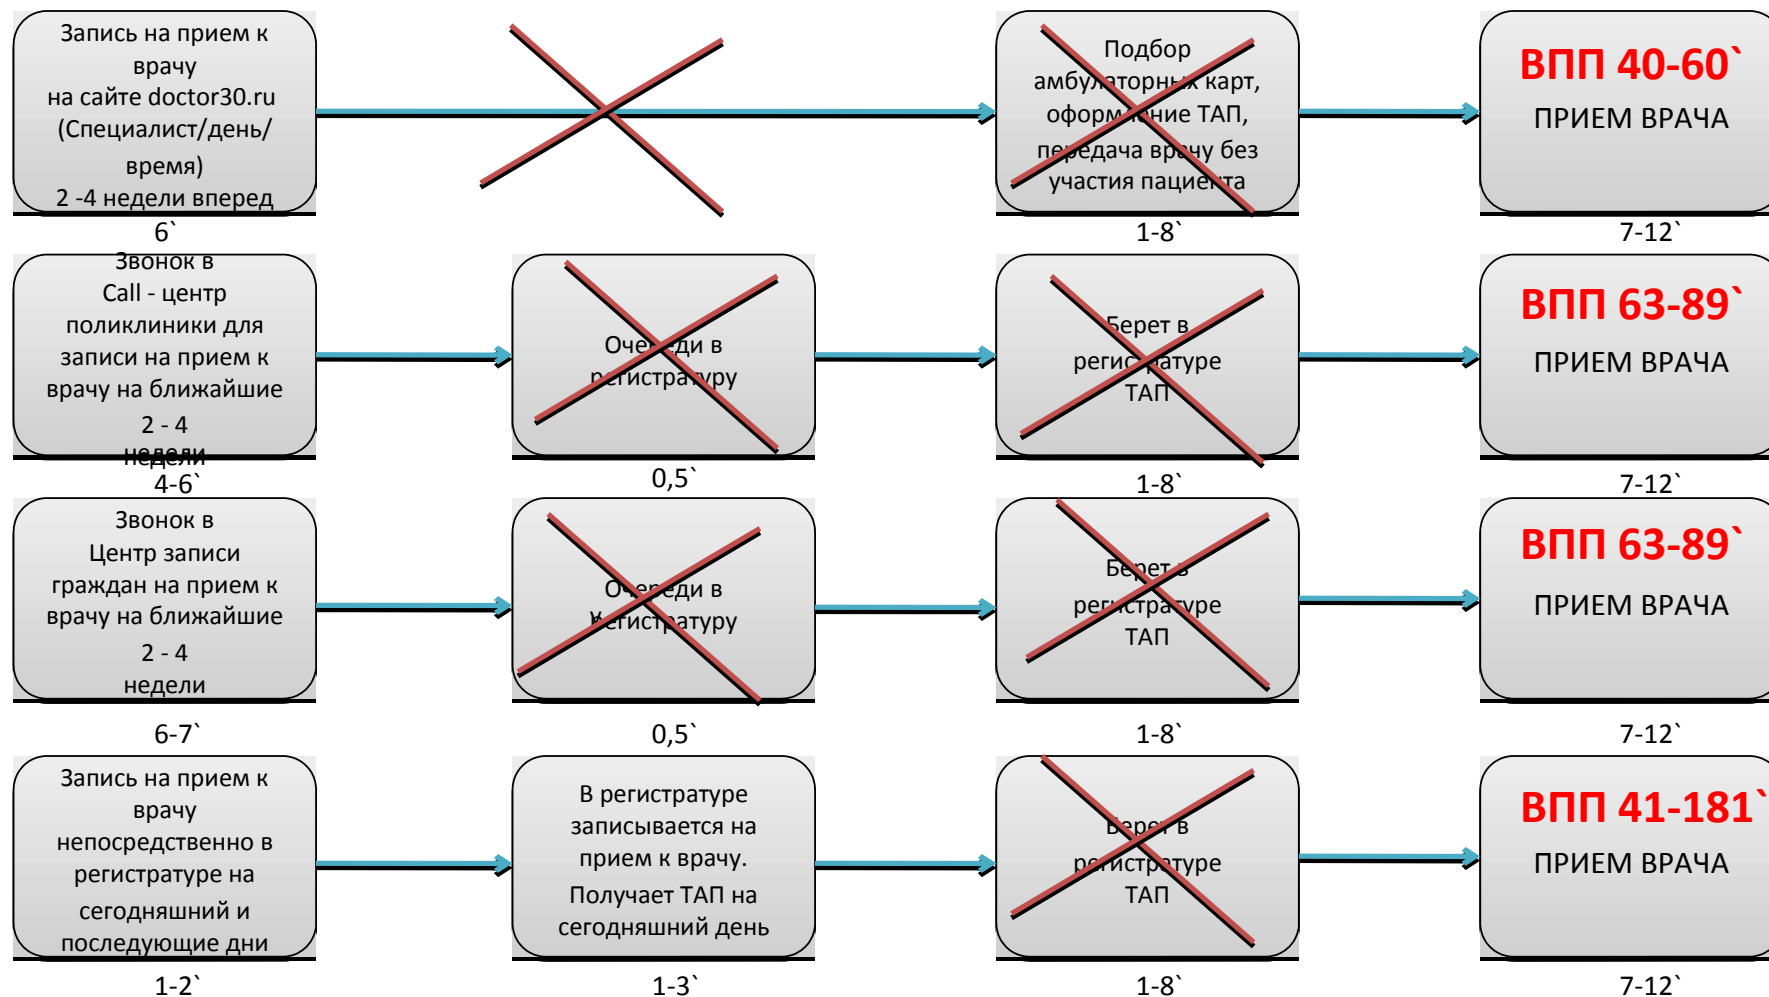 Запись на прием к
врачу
на сайте doctor30.ru
(Специалист/день/
время)
2 -4 недели вперед
6`
Подбор
амбулаторных карт,
оформление ТАП,
передача врачу без
участия пациента
1-8`
ВПП 40-60`
ПРИЕМ ВРАЧА
7-12`
Звонок в
Call - центр
поликлиники для
записи на прием к
врачу на ближайшие
2 - 4
недели
4-6`
Очереди в
регистратуру
0,5`
Берет в
регистратуре
ТАП
1-8`
ВПП 63-89`
ПРИЕМ ВРАЧА
7-12`
Звонок в
Центр записи
граждан на прием к
врачу на ближайшие
2 - 4
недели
6-7`
Очереди в
регистратуру
0,5`
Берет в
регистратуре
ТАП
1-8`
ВПП 63-89`
ПРИЕМ ВРАЧА
7-12`
Запись на прием к
врачу
непосредственно в
регистратуре на
сегодняшний и
последующие дни
1-2`
В регистратуре
записывается на
прием к врачу.
Получает ТАП на
сегодняшний день
1-3`
Берет в
регистратуре
ТАП
1-8`
ВПП 41-181`
ПРИЕМ ВРАЧА
7-12`